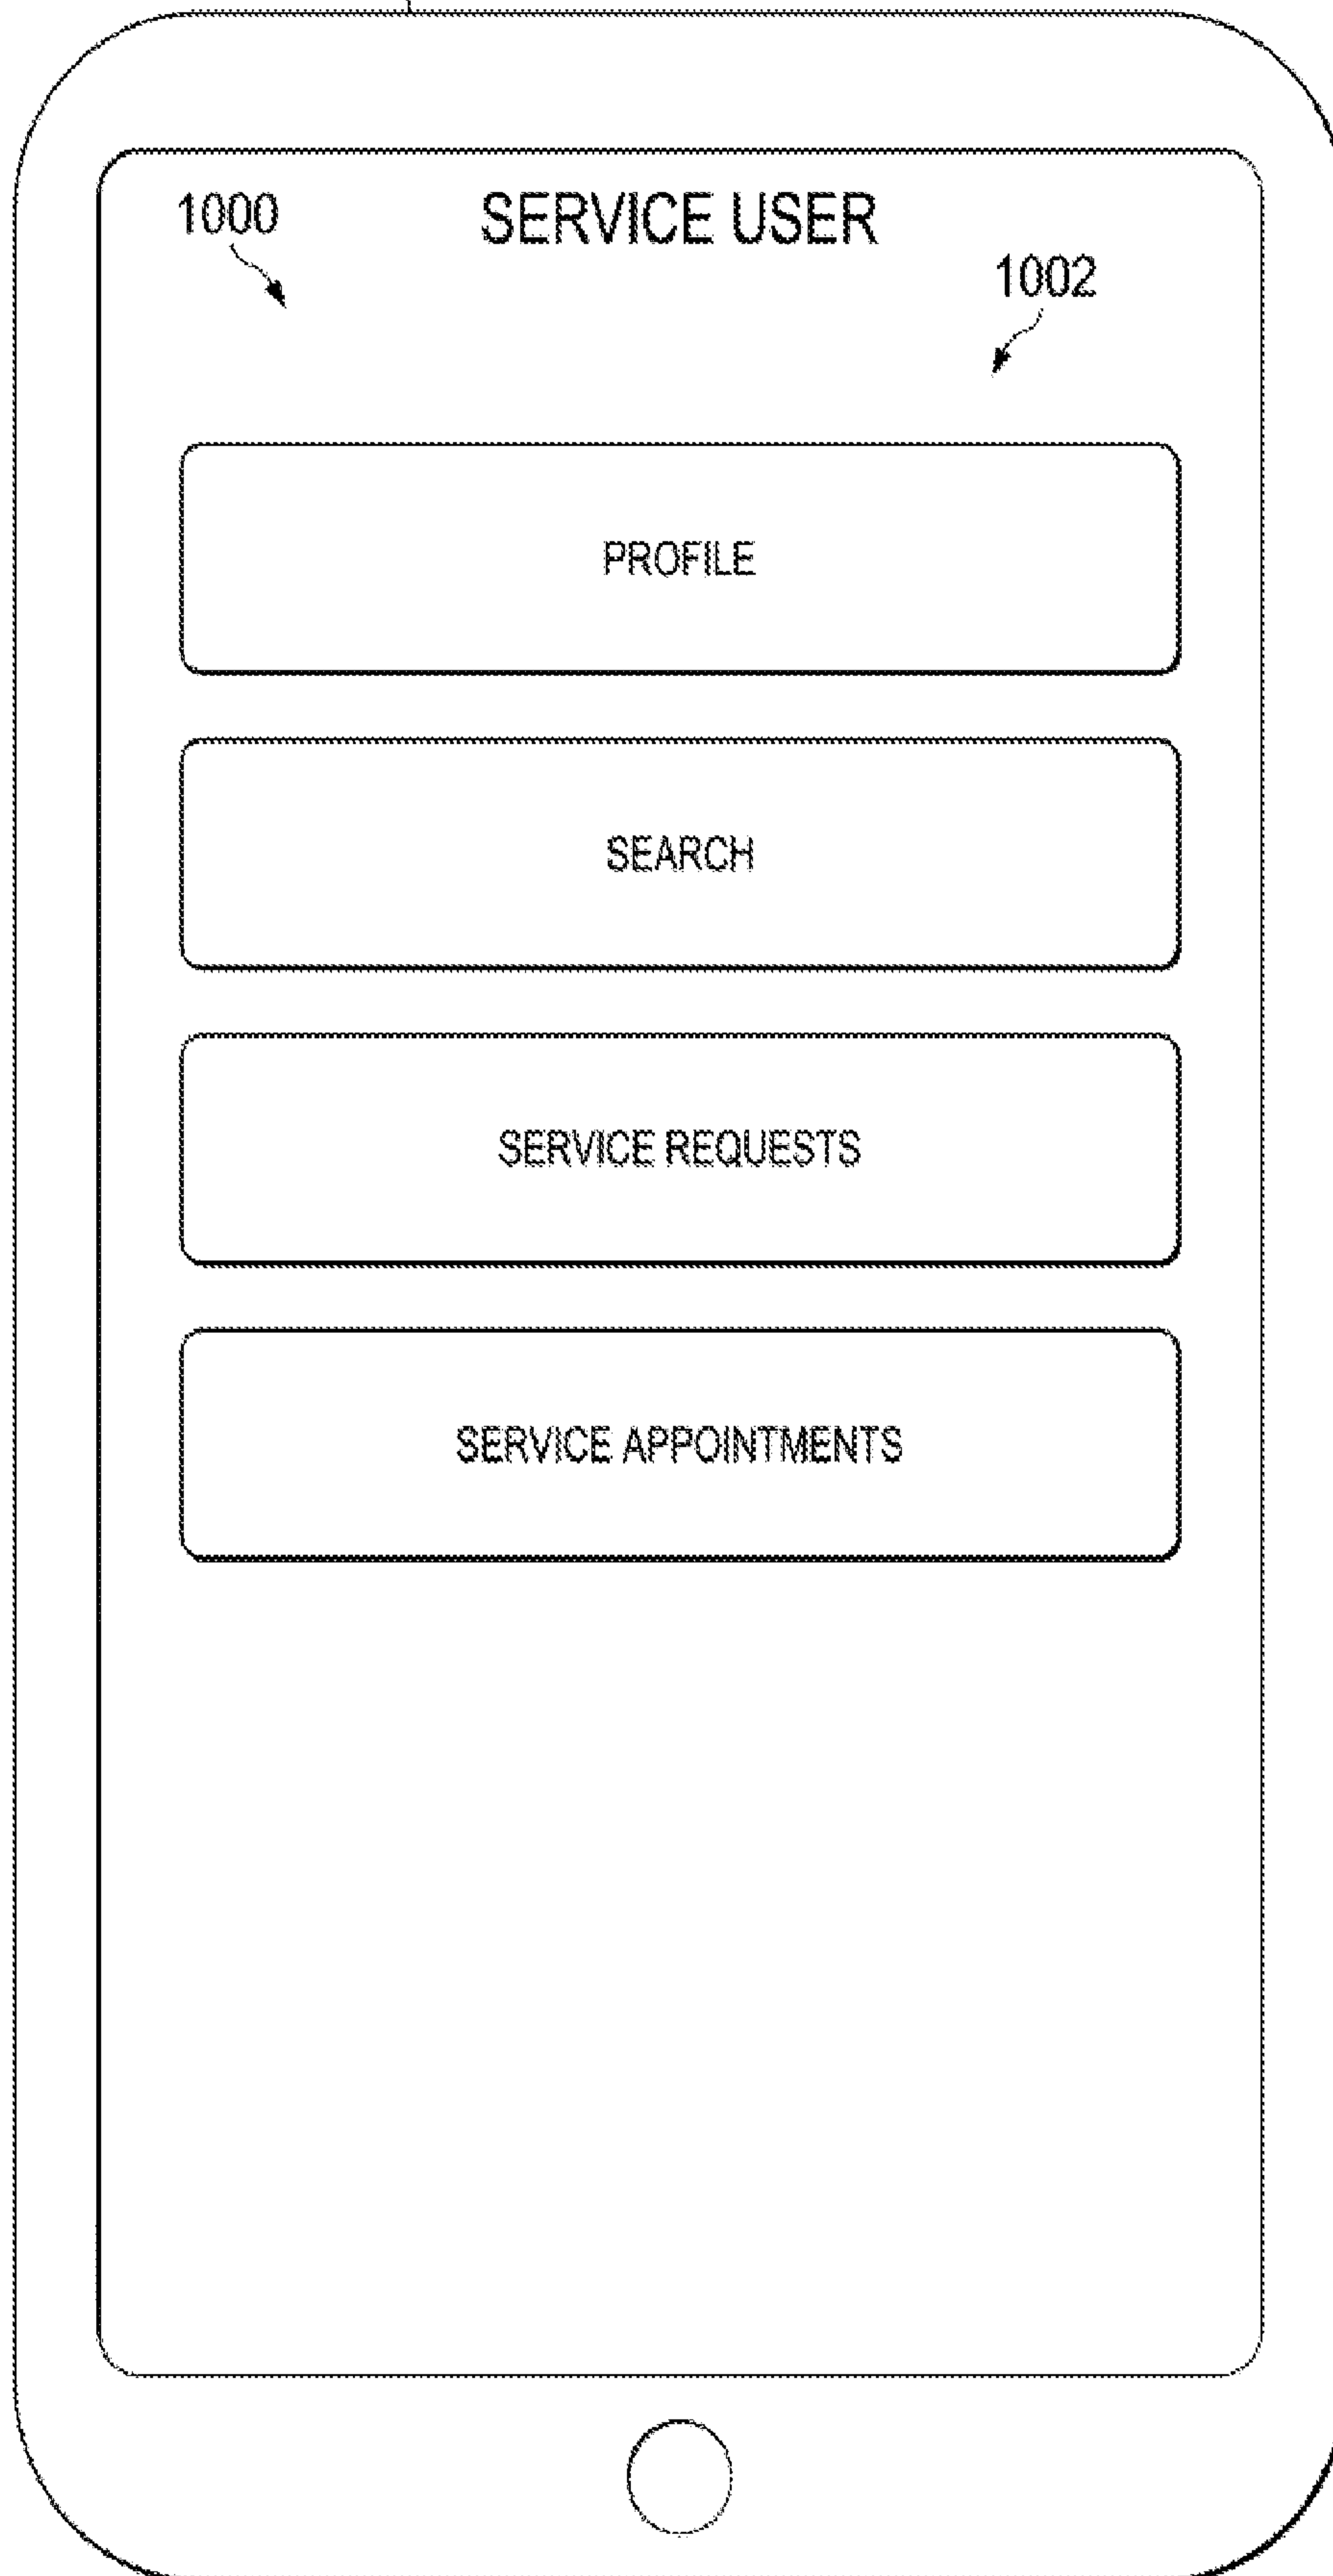 1000
SERVICE USER
1002
PROFILE
SEARCH
SERVICE REQUESTS
SERVICE APPOINTMENTS